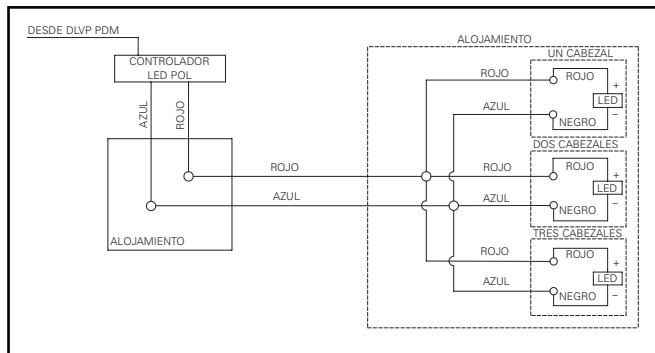 DESDE DLVP PDM
CONTROLADOR
LED POL
AZUL
ROJO
ALOJAMIENTO
ROJO
AZUL
ALOJAMIENTO
UN CABEZAL
ROJO
ROJO
+
LED
AZUL
NEGRO
–
DOS CABEZALES
ROJO
ROJO
+
LED
AZUL
NEGRO
–
TRES CABEZALES
ROJO
ROJO
+
LED
AZUL
NEGRO
–